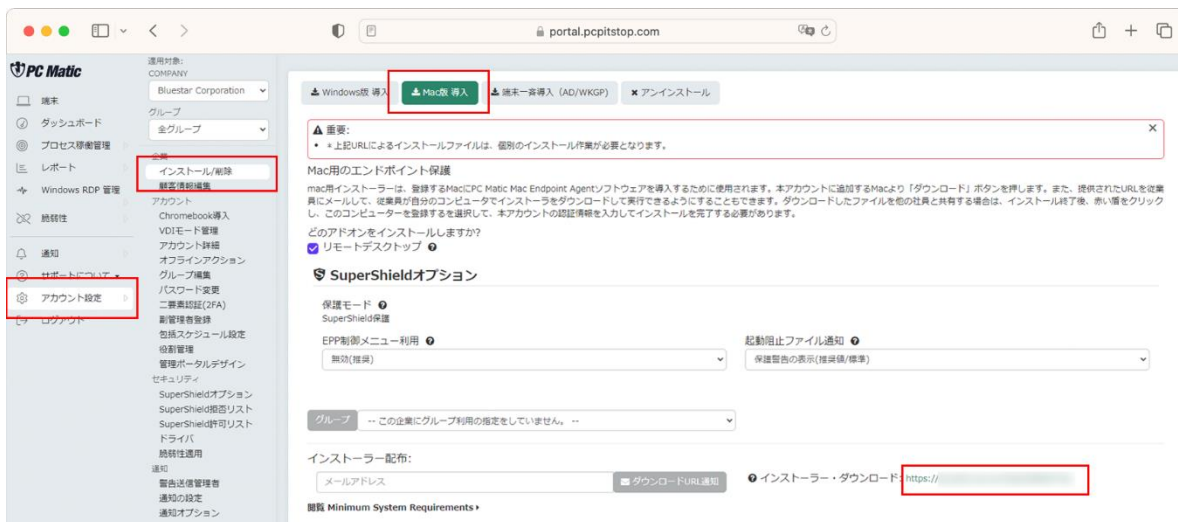 portal.pcpitstop.com
PC Matic
端末
ダッシュボード
プロセス稼働管理
レポート
Windows RDP 管理
脆弱性
通知
サポートについて
アカウント設定
ログアウト
適用対象:
COMPANY
Bluestar Corporation
グループ
全グループ
企業
インストール/削除
顧客情報編集
アカウント
Chromebook導入
VDIモード管理
アカウント詳細
オフラインアクション
グループ編集
パスワード変更
二要素認証(2FA)
副管理者登録
包括スケジュール設定
役割管理
管理ポータルデザイン
セキュリティ
SuperShieldオプション
SuperShield拒否リスト
SuperShield許可リスト
ドライバ
脆弱性適用
通知
警告送信管理者
通知の設定
通知オプション
Windows版 導入
Mac版 導入
端末一斉導入（AD/WKGP）
アンインストール
重要:
＊上記URLによるインストールファイルは、個別のインストール作業が必要となります。
Mac用のエンドポイント保護
mac用インストーラーは、登録するMacにPC Matic Mac Endpoint Agentソフトウェアを導入するために使用されます。本アカウントに追加するMacより「ダウンロード」ボタンを押します。また、提供されたURLを従業
員にメールして、従業員が自分のコンピュータでインストーラをダウンロードして実行できるようにすることもできます。ダウンロードしたファイルを他の社員と共有する場合は、インストール終了後、赤い盾をクリック
し、このコンピューターを登録するを選択して、本アカウントの認証情報を入力してインストールを完了する必要があります。
どのアドオンをインストールしますか?
リモートデスクトップ
SuperShieldオプション
保護モード
SuperShield保護
EPP制御メニュー利用
無効(推奨)
起動阻止ファイル通知
保護警告の表示(推奨値/標準)
グループ
-- この企業にグループ利用の指定をしていません。 --
インストーラー配布:
メールアドレス
ダウンロードURL通知
インストーラー・ダウンロード: https://
閲覧 Minimum System Requirements